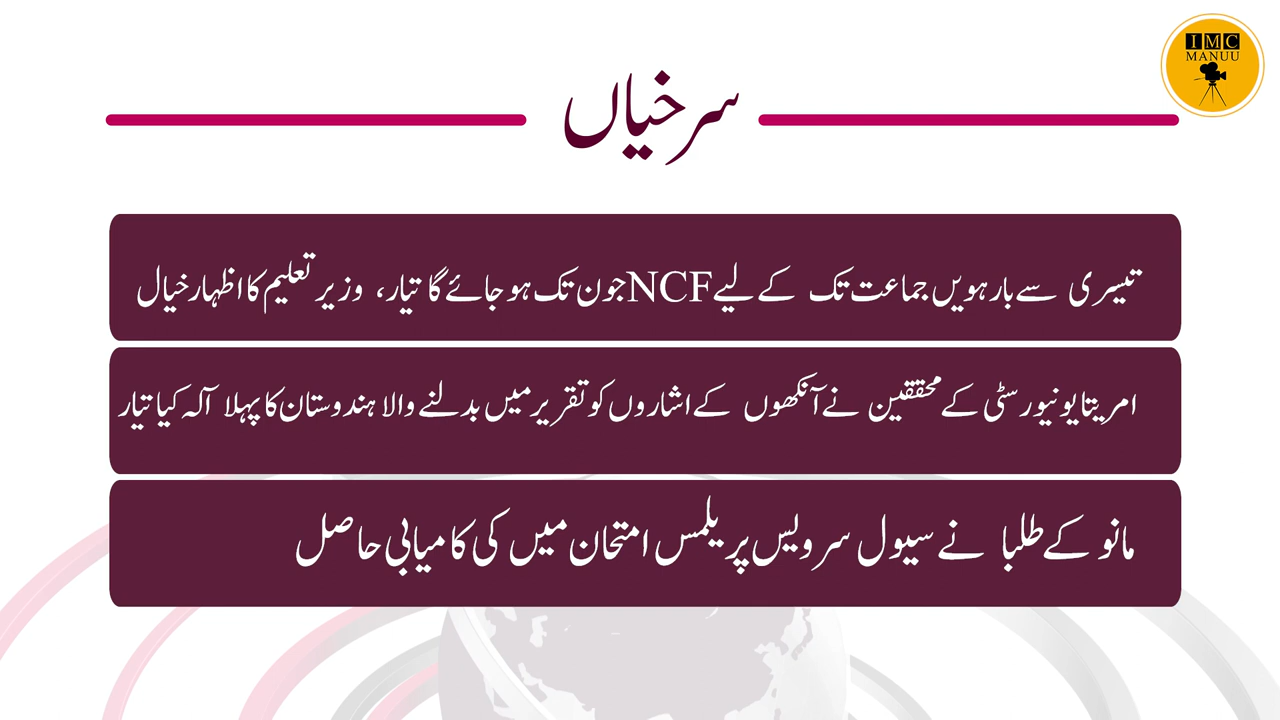 IMC
MANUU
سرخیاں
تیسری سے بارہویں جماعت تک کے لیے NCF جون تک ہو جائے گا تیار، وزیر تعلیم کا اظہار خیال
امریتا یونیورسٹی کے محققین نے آنکھوں کے اشاروں کو تقریر میں بدلنے والا ہندوستان کا پہلا آلہ کیا تیار
مانو کے طلبا نے سیول سرویس پریلمس امتحان میں کی کامیابی حاصل